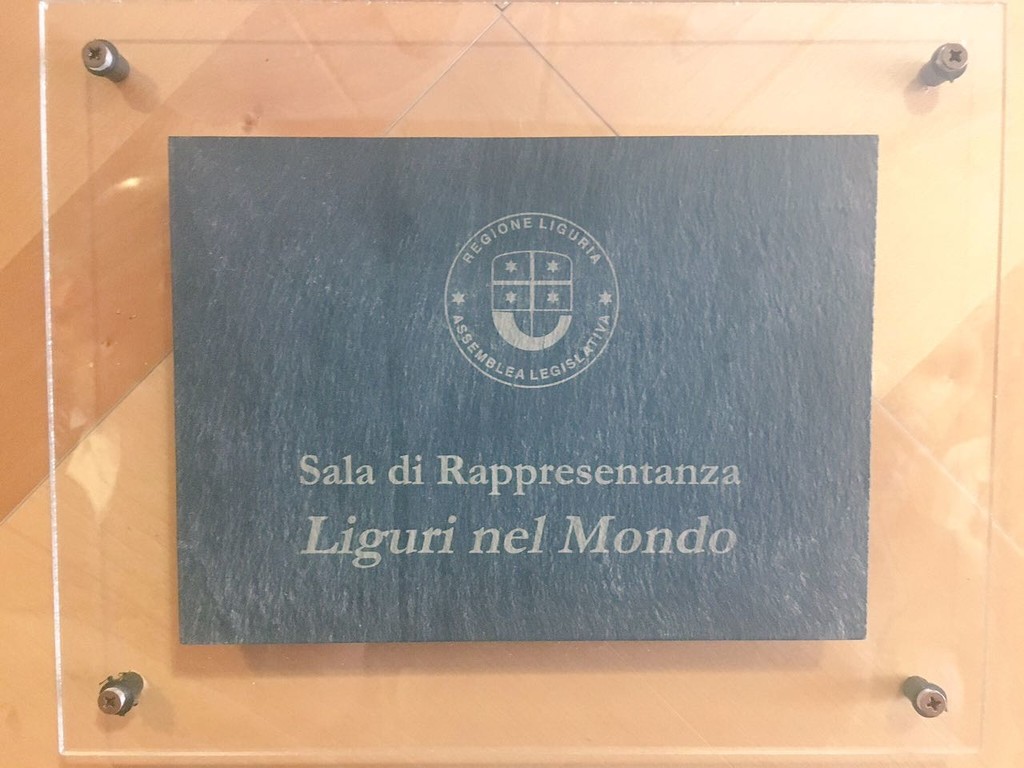 REGIONE LIGURIA
ASSEMBLEA LEGISLATIVA
Sala di Rappresentanza
Liguri nel Mondo